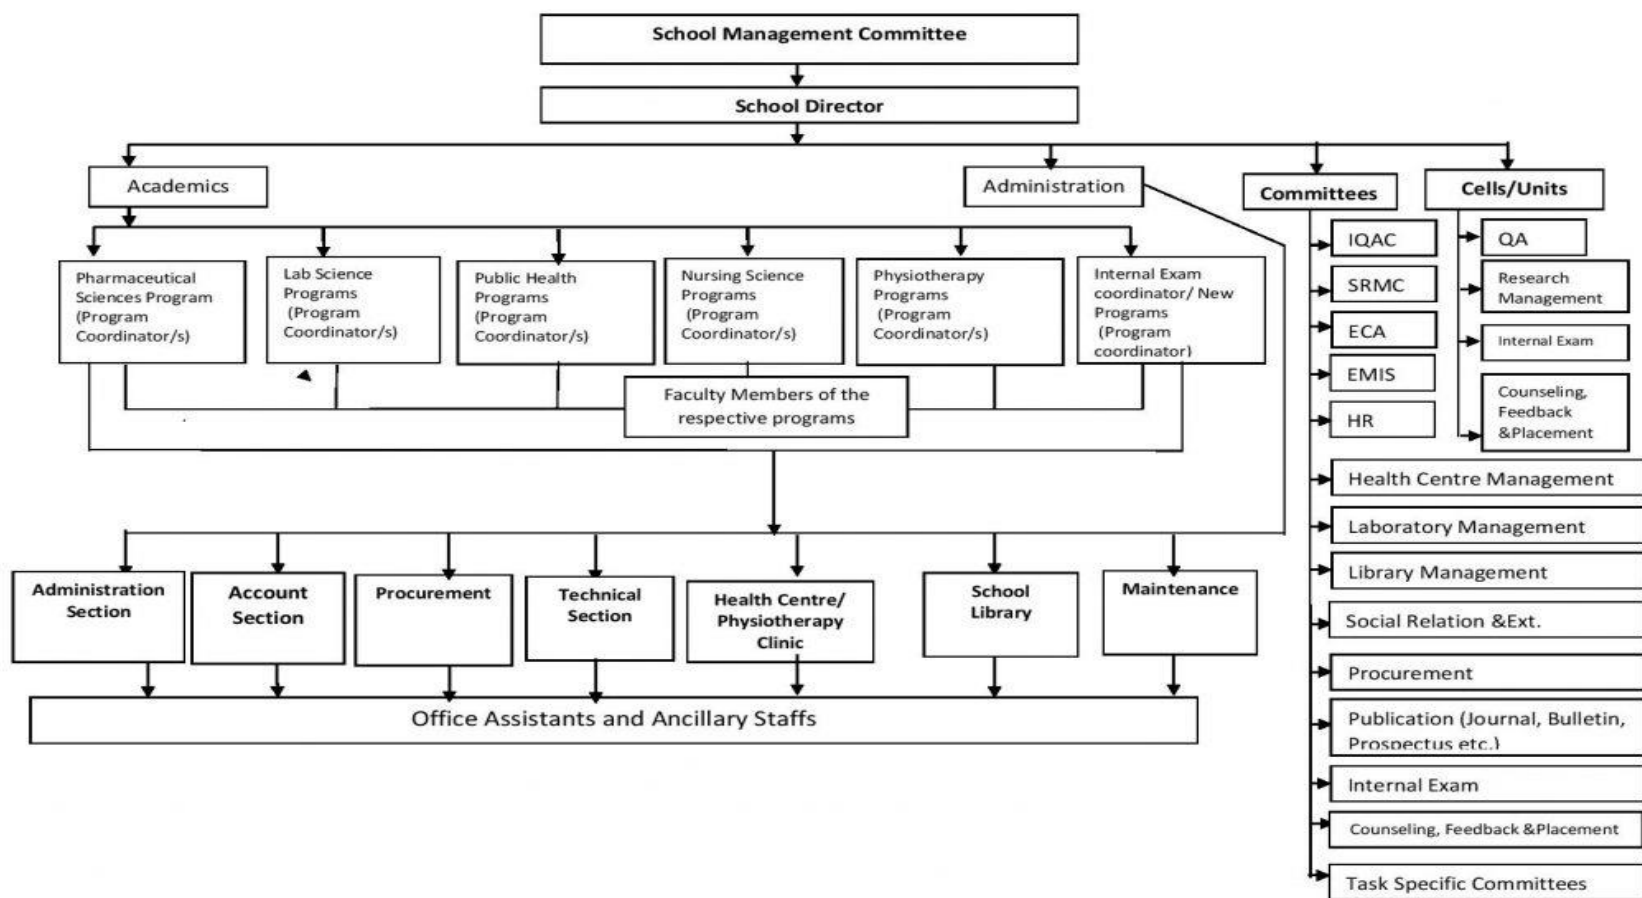 School Management Committee
School Director
Academics
Administration
Committees
Cells/Units
Pharmaceutical
Sciences Program
(Program
Coordinator/s)
Lab Science
Programs
(Program
Coordinator/s)
Public Health
Programs
(Program
Coordinator/s)
Nursing Science
Programs
(Program
Coordinator/s)
Physiotherapy
Programs
(Program
Coordinator/s)
Internal Exam
coordinator/ New
Programs
(Program
coordinator)
Faculty Members of the
respective programs
Administration
Section
Account
Section
Procurement
Technical
Section
Health Centre/
Physiotherapy
Clinic
School
Library
Maintenance
Office Assistants and Ancillary Staffs
IQAC
SRMC
ECA
EMIS
HR
Health Centre Management
Laboratory Management
Library Management
Social Relation &Ext.
Procurement
Publication (Journal, Bulletin,
Prospectus etc.)
Internal Exam
Counseling, Feedback &Placement
Task Specific Committees
QA
Research
Management
Internal Exam
Counseling,
Feedback
&Placement